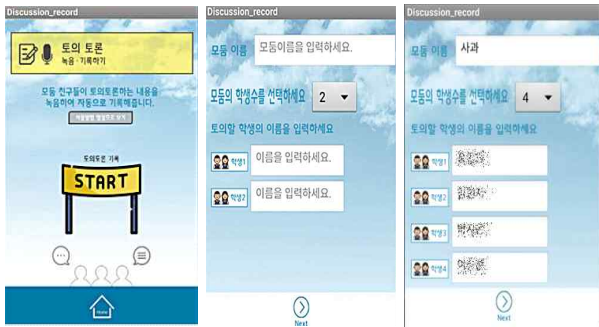 Discussion_record
토의 토론
녹음·기록하기
모둠 친구들이 토의토론하는 내용을
녹음하여 자동으로 기록해줍니다.
토의토론 기록
START
Home
Discussion_record
모둠 이름
모둠이름을 입력하세요.
모둠의 학생수를 선택하세요
2
토의할 학생의 이름을 입력하세요
학생1
이름을 입력하세요.
학생2
이름을 입력하세요.
Next
Discussion_record
모둠 이름
사과
모둠의 학생수를 선택하세요
4
토의할 학생의 이름을 입력하세요
학생1
학생2
학생3
학생4
Next